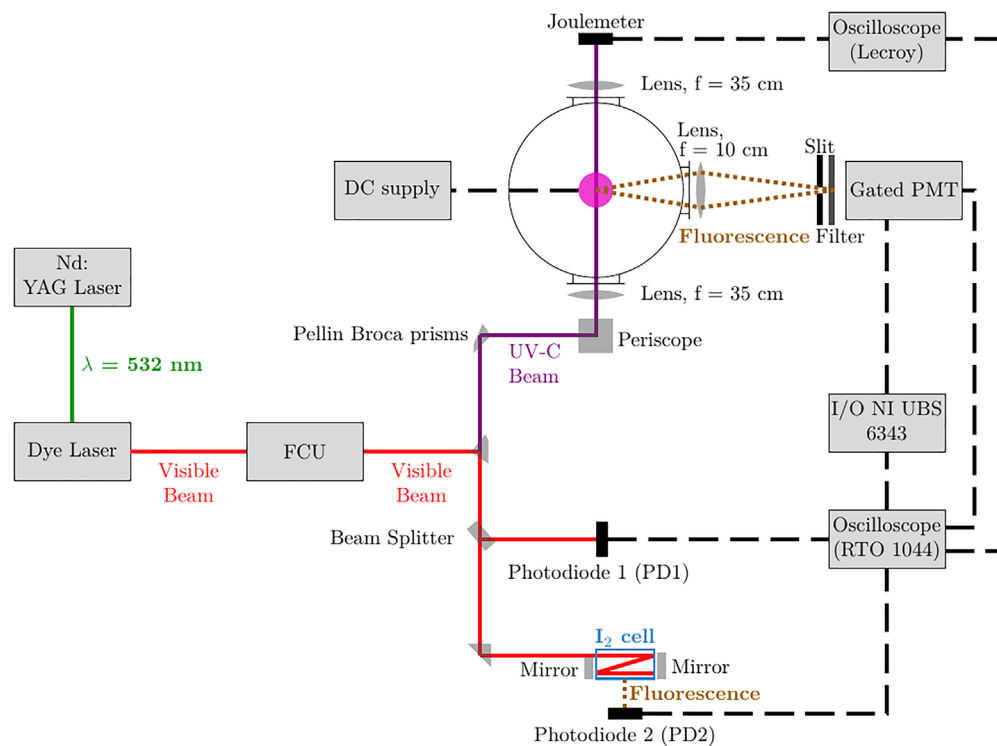 Joulemeter
Oscilloscope
(Lecroy)
Lens, f = 35 cm
Lens,
f = 10 cm
Slit
DC supply
Gated PMT
Fluorescence
Filter
Nd:
YAG Laser
Lens, f = 35 cm
Pellin Broca prisms
Periscope
UV-C
Beam
λ = 532 nm
I/O NI UBS
6343
Dye Laser
FCU
Visible
Beam
Visible
Beam
Beam Splitter
Oscilloscope
(RTO 1044)
Photodiode 1 (PD1)
I₂ cell
Mirror
Mirror
Fluorescence
Photodiode 2 (PD2)